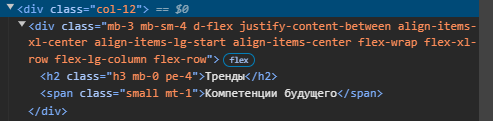 <div class="col-12"> == $0
<div class="mb-3 mb-sm-4 d-flex justify-content-between align-items-
xl-center align-items-lg-start align-items-center flex-wrap flex-xl-
row flex-lg-column flex-row"> flex
<h2 class="h3 mb-0 pe-4">Тренды</h2>
<span class="small mt-1">Компетенции будущего</span>
</div>